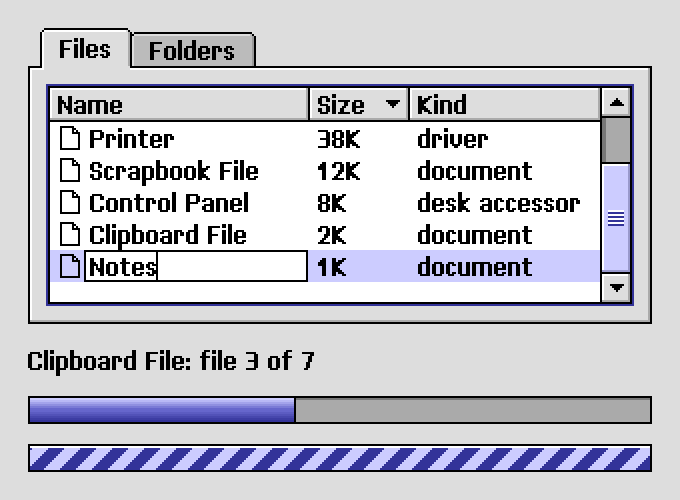 Files Folders
Name Size Kind
Printer 38K driver
Scrapbook File 12K document
Control Panel 8K desk accessor
Clipboard File 2K document
Notes 1K document
Clipboard File: file 3 of 7